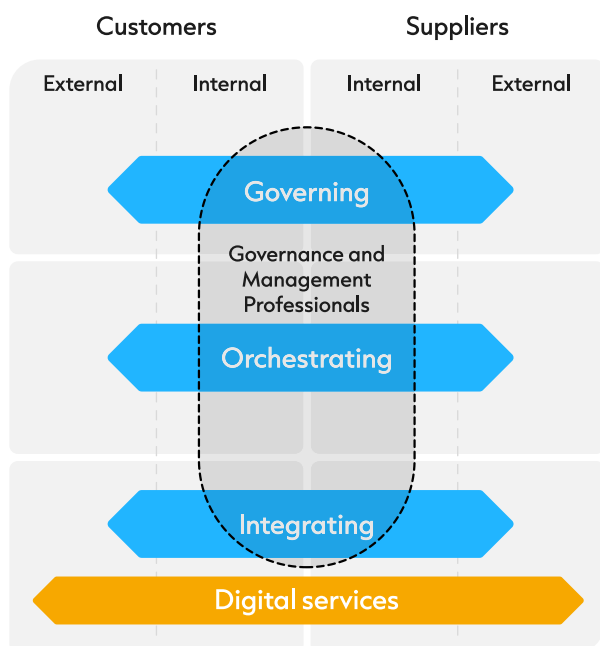 Customers Suppliers
External Internal Internal External
Governing
Governance and
Management
Professionals
Orchestrating
Integrating
Digital services